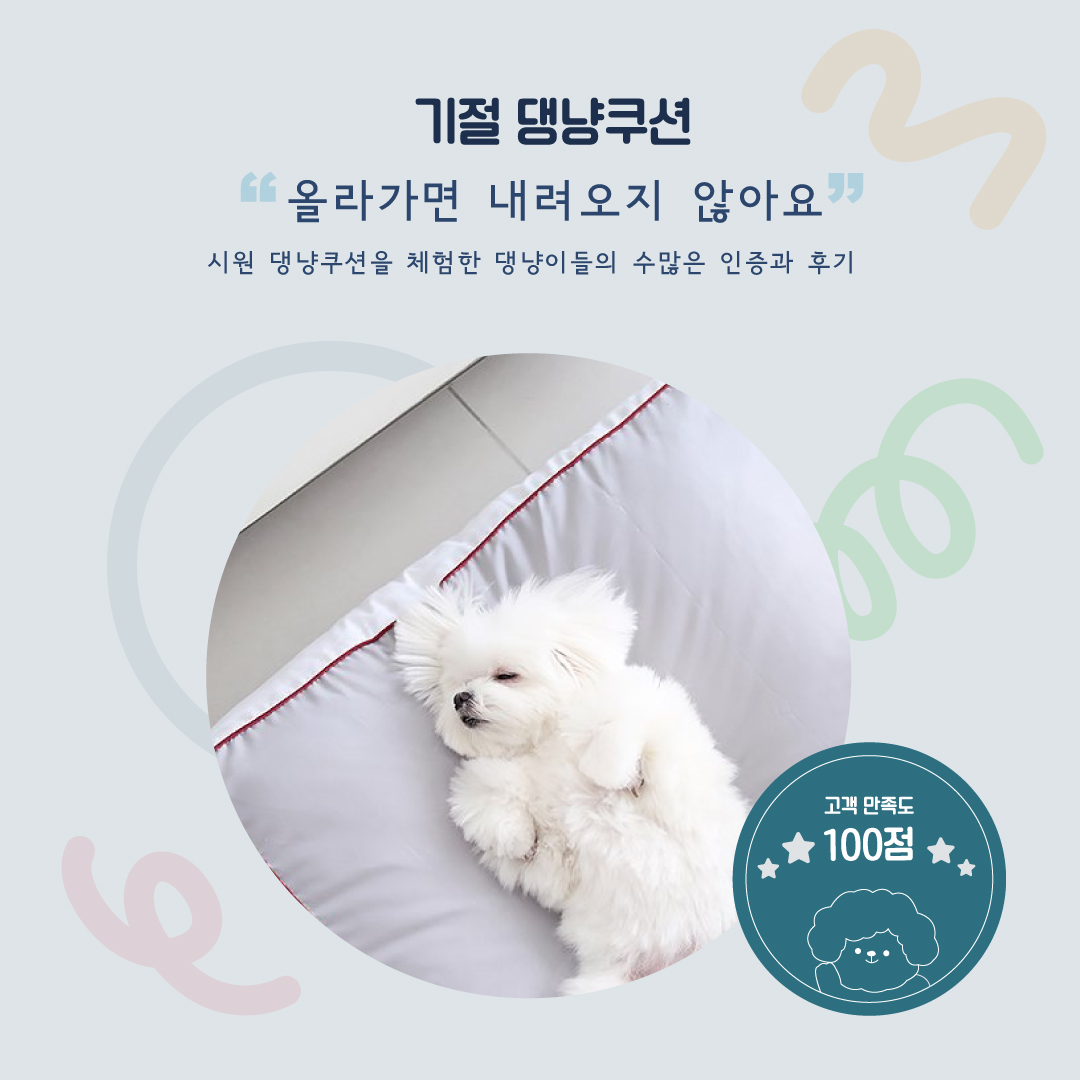 기절 댕냥쿠션
“올라가면 내려오지 않아요”
시원 댕냥쿠션을 체험한 댕냥이들의 수많은 인증과 후기
고객 만족도
100점